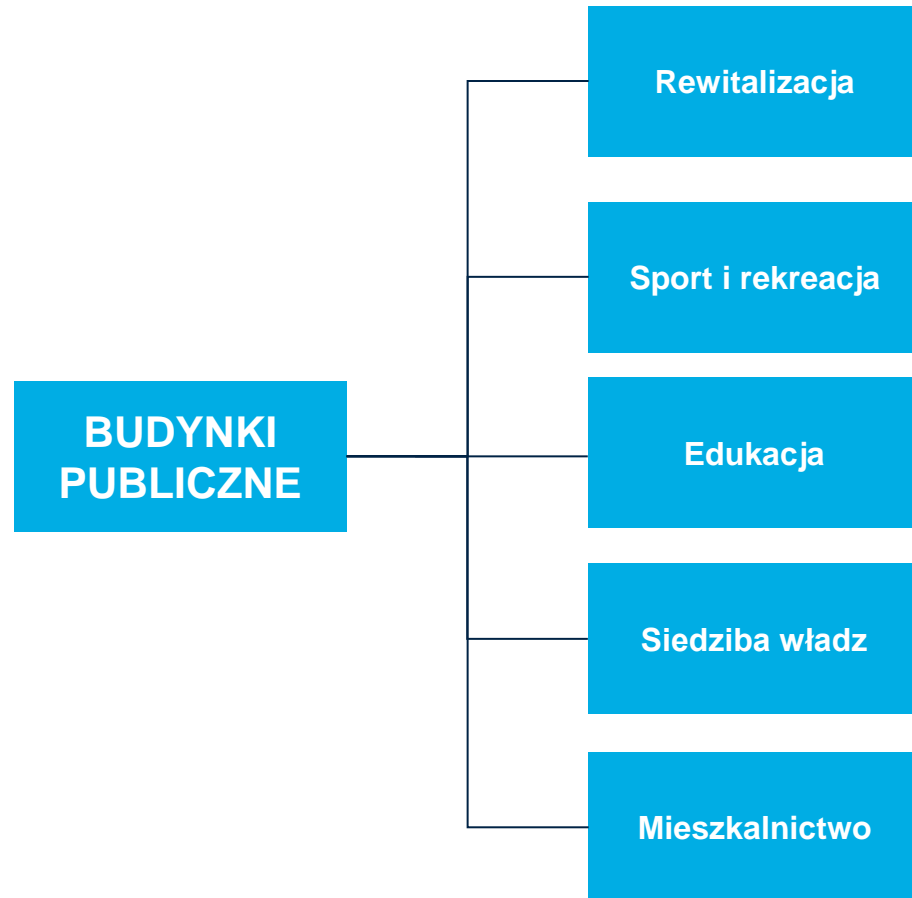 Rewitalizacja
Sport i rekreacja
BUDYNKI
PUBLICZNE
Edukacja
Siedziba władz
Mieszkalnictwo